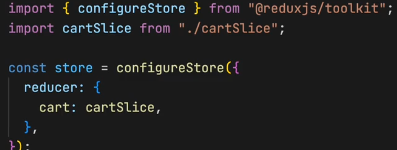 import { configureStore } from "@reduxjs/toolkit";
import cartSlice from "./cartSlice";
const store = configureStore({
reducer: {
cart: cartSlice,
},
});